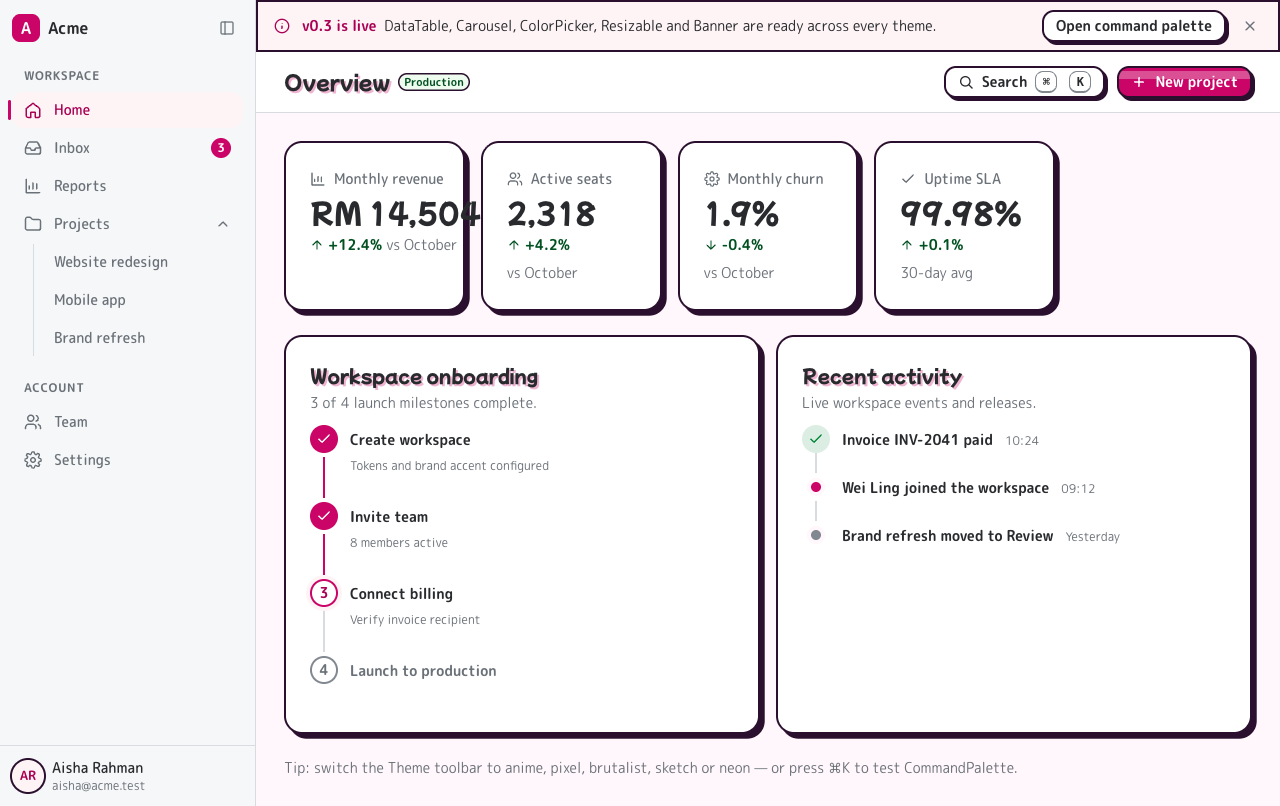 A Acme
WORKSPACE
Home
Inbox 3
Reports
Projects
Website redesign
Mobile app
Brand refresh
ACCOUNT
Team
Settings
AR Aisha Rahman
aisha@acme.test
v0.3 is live DataTable, Carousel, ColorPicker, Resizable and Banner are ready across every theme. Open command palette
Overview Production Search ⌘ K New project
Monthly revenue
RM 14,504
+12.4% vs October
Active seats
2,318
+4.2%
vs October
Monthly churn
1.9%
-0.4%
vs October
Uptime SLA
99.98%
+0.1%
30-day avg
Workspace onboarding
3 of 4 launch milestones complete.
Create workspace
Tokens and brand accent configured
Invite team
8 members active
3 Connect billing
Verify invoice recipient
4 Launch to production
Recent activity
Live workspace events and releases.
Invoice INV-2041 paid 10:24
Wei Ling joined the workspace 09:12
Brand refresh moved to Review Yesterday
Tip: switch the Theme toolbar to anime, pixel, brutalist, sketch or neon — or press ⌘K to test CommandPalette.